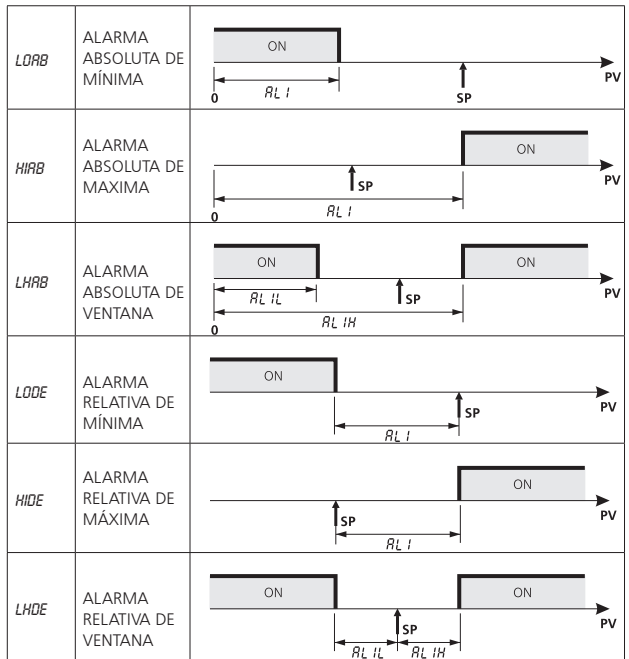 LOAB
ALARMA
ABSOLUTA DE
MÍNIMA
ON
AL1
0
SP
PV
HIAB
ALARMA
ABSOLUTA DE
MAXIMA
ON
SP
PV
AL1
0
LHAB
ALARMA
ABSOLUTA DE
VENTANA
ON
ON
AL1L
SP
PV
AL1H
0
LODE
ALARMA
RELATIVA DE
MÍNIMA
ON
SP
PV
AL1
HIDE
ALARMA
RELATIVA DE
MÁXIMA
ON
SP
PV
AL1
LHDE
ALARMA
RELATIVA DE
VENTANA
ON
ON
SP
PV
AL1L
AL1H